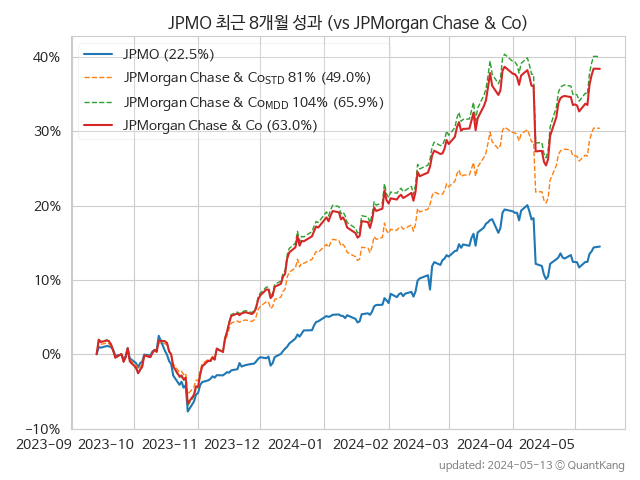 JPMO 최근 8개월 성과 (vs JPMorgan Chase & Co)
JPMO (22.5%)
JPMorgan Chase & CoSTD 81% (49.0%)
JPMorgan Chase & CoMDD 104% (65.9%)
JPMorgan Chase & Co (63.0%)
40%
30%
20%
10%
0%
−10%
2023-09 2023-10 2023-11 2023-12 2024-01 2024-02 2024-03 2024-04 2024-05
updated: 2024-05-13 © QuantKang